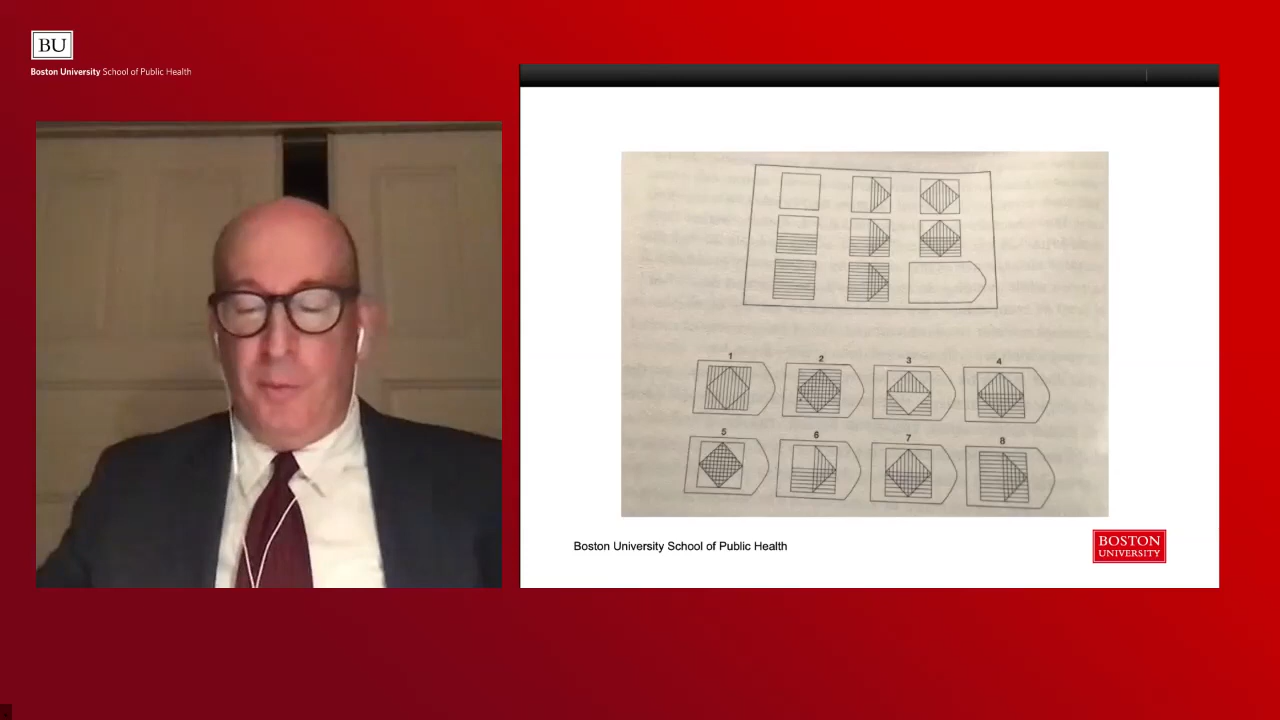 BU
Boston University School of Public Health
1 2 3 4
5 6 7 8
Boston University School of Public Health
BOSTON
UNIVERSITY